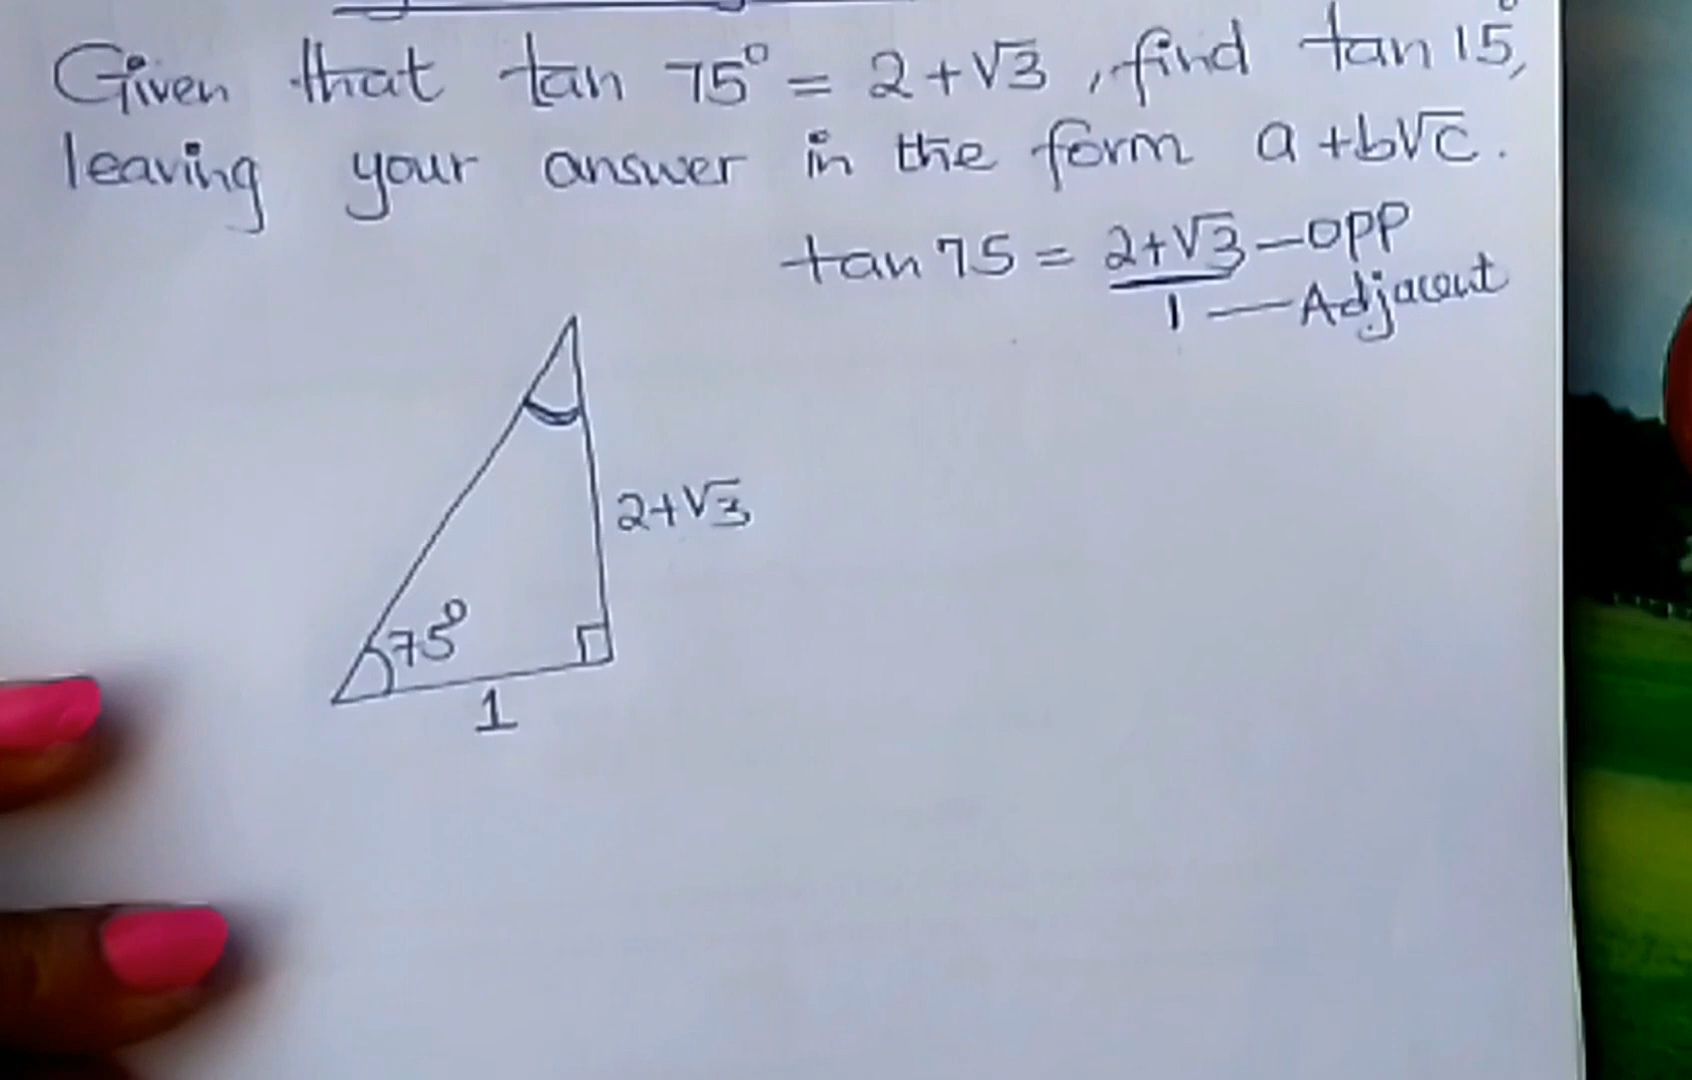 Given that tan 75° = 2+√3, find tan 15°,
leaving your answer in the form a+b√c.
tan 75 = 2+√3 — OPP
1 — Adjacent
2+√3
75°
1